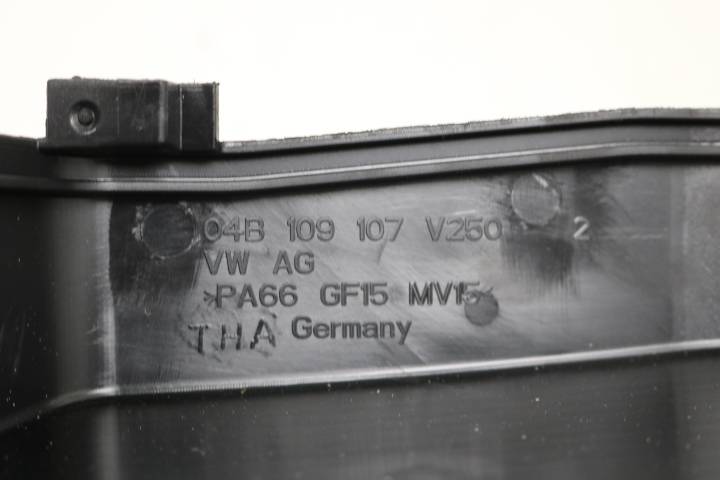 04B 109 107 V250 2
VW AG
>PA66 GF15 MV15<
THA Germany